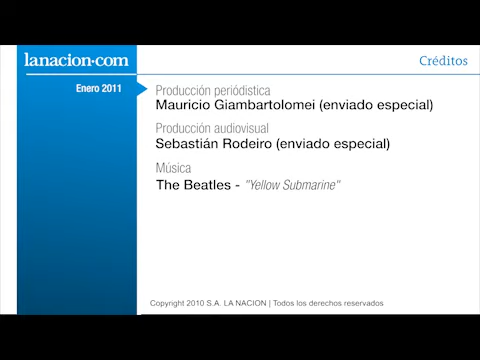 lanacion.com
Créditos
Enero 2011
Producción periódistica
Mauricio Giambartolomei (enviado especial)
Producción audiovisual
Sebastián Rodeiro (enviado especial)
Música
The Beatles - "Yellow Submarine"
Copyright 2010 S.A. LA NACION | Todos los derechos reservados